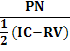 PN
1/2 (IC-RV)